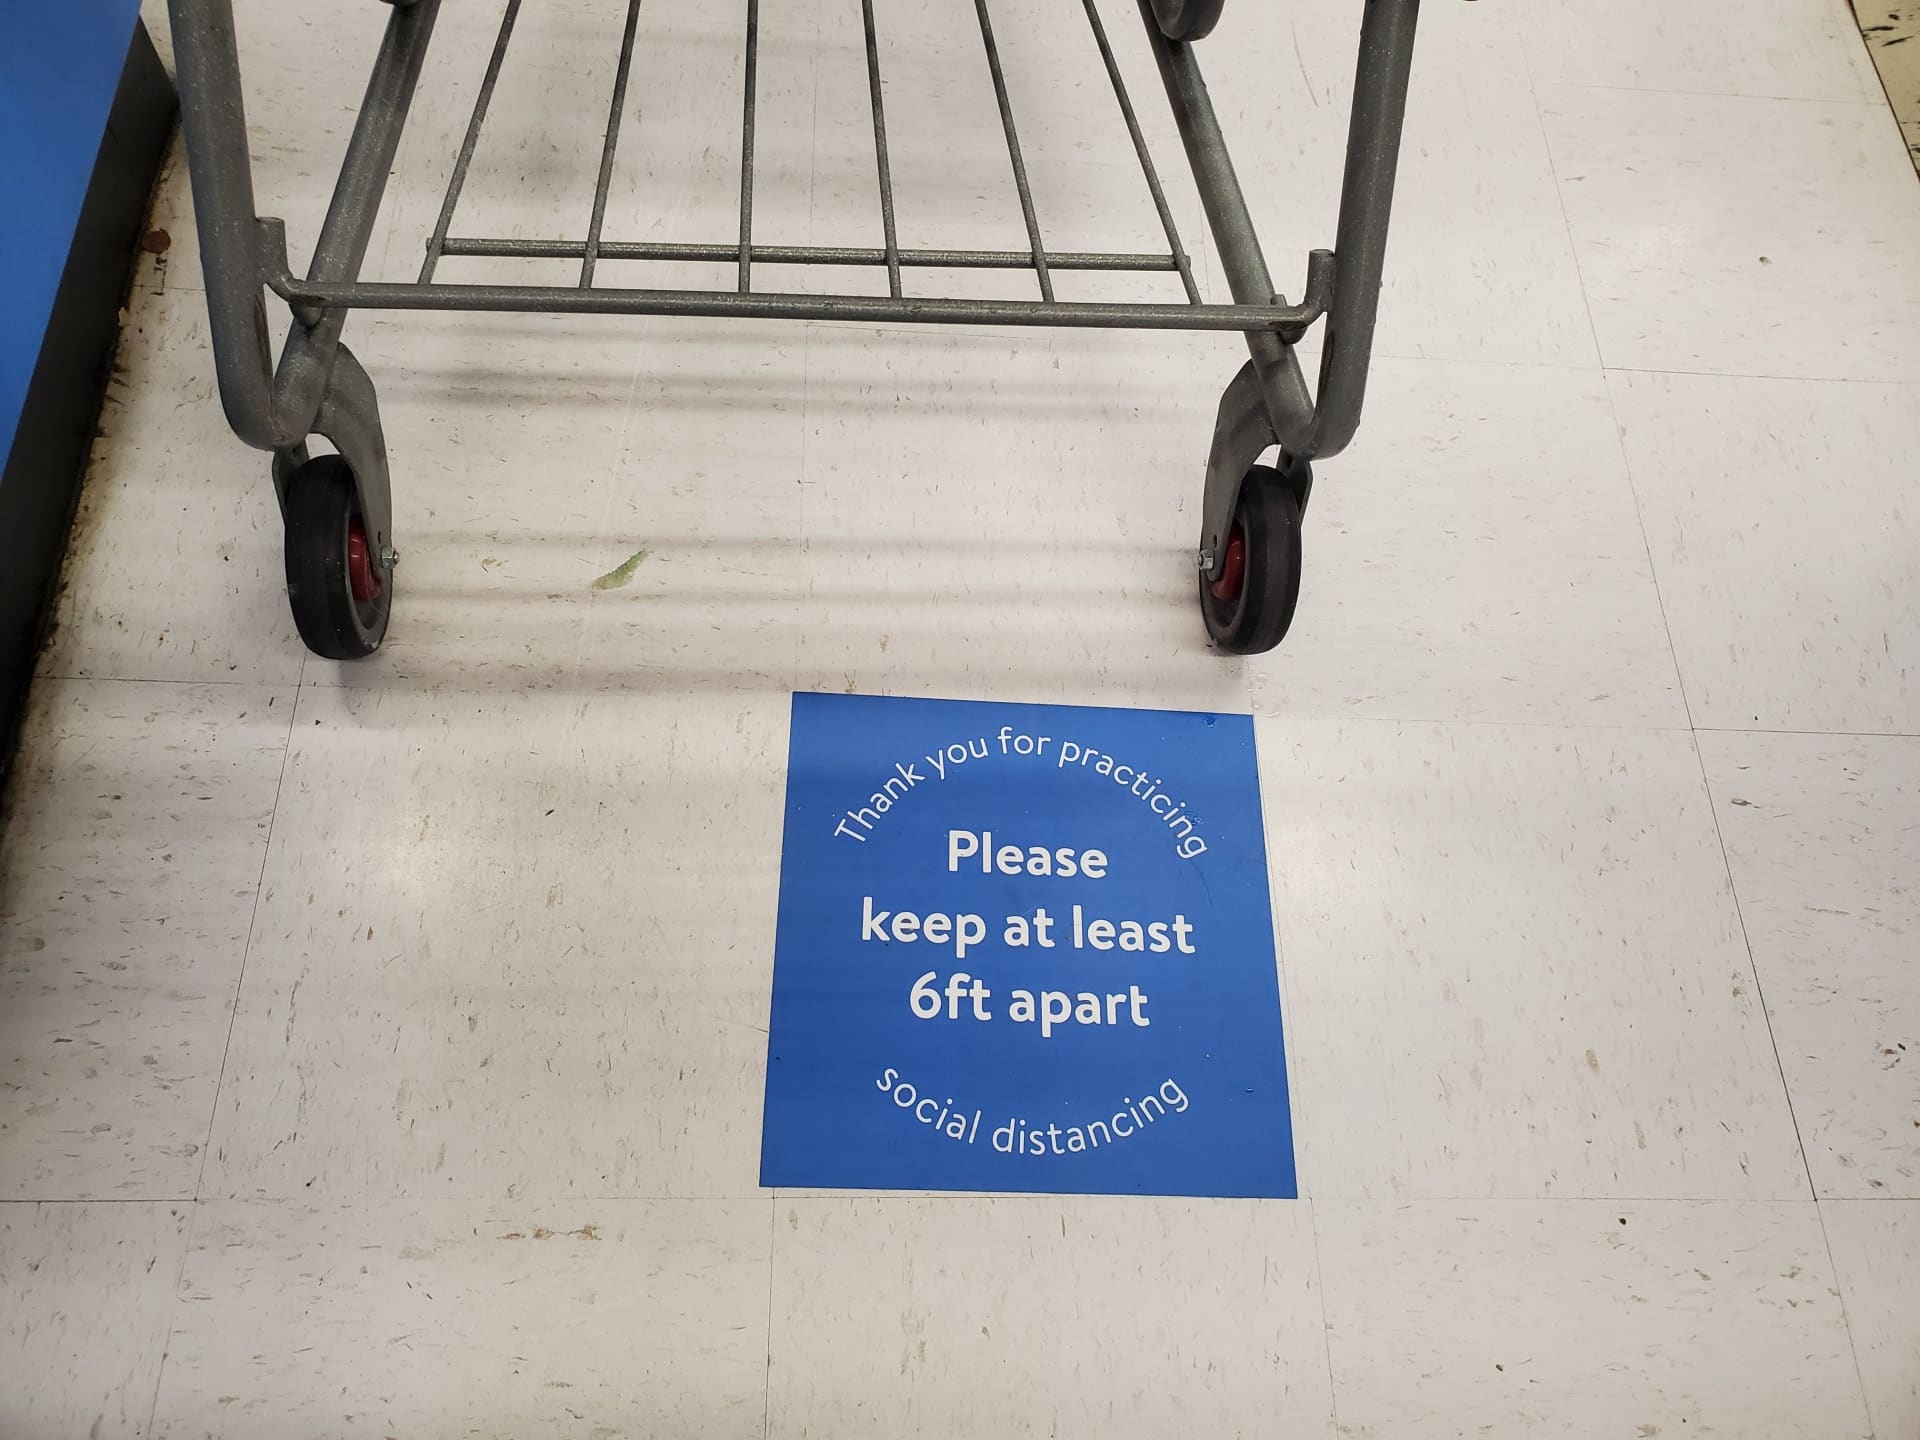 Thank you for practicing
Please
keep at least
6ft apart
social distancing